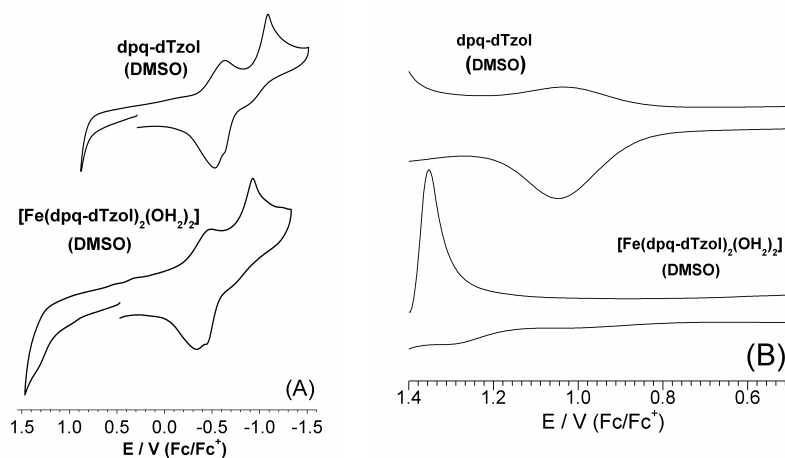 dpq-dTzol
(DMSO)
[Fe(dpq-dTzol)₂(OH₂)₂]
(DMSO)
(A)
1.5 1.0 0.5 0.0 -0.5 -1.0 -1.5
E / V (Fc/Fc⁺)
dpq-dTzol
(DMSO)
[Fe(dpq-dTzol)₂(OH₂)₂]
(DMSO)
(B)
1.4 1.2 1.0 0.8 0.6
E / V (Fc/Fc⁺)